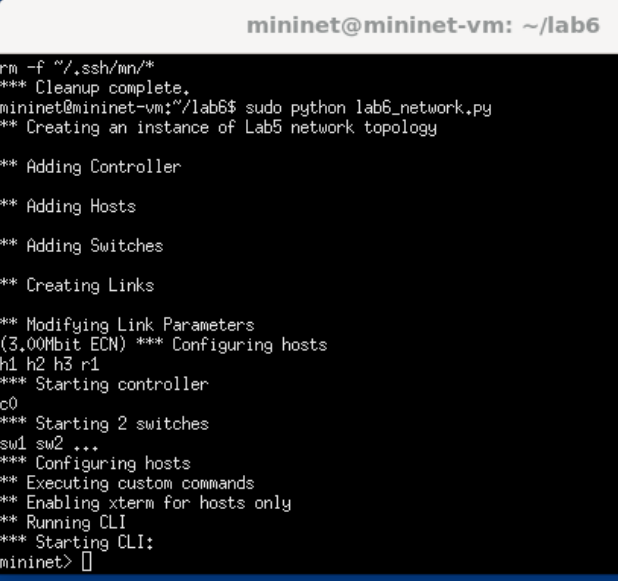 mininet@mininet-vm: ~/lab6
rm -f ~/.ssh/mn/*
*** Cleanup complete.
mininet@mininet-vm:~/lab6$ sudo python lab6_network.py
** Creating an instance of Lab5 network topology
** Adding Controller
** Adding Hosts
** Adding Switches
** Creating Links
** Modifying Link Parameters
(3.00Mbit ECN) *** Configuring hosts
h1 h2 h3 r1
*** Starting controller
c0
*** Starting 2 switches
sw1 sw2 ...
*** Configuring hosts
** Executing custom commands
** Enabling xterm for hosts only
** Running CLI
*** Starting CLI:
mininet>